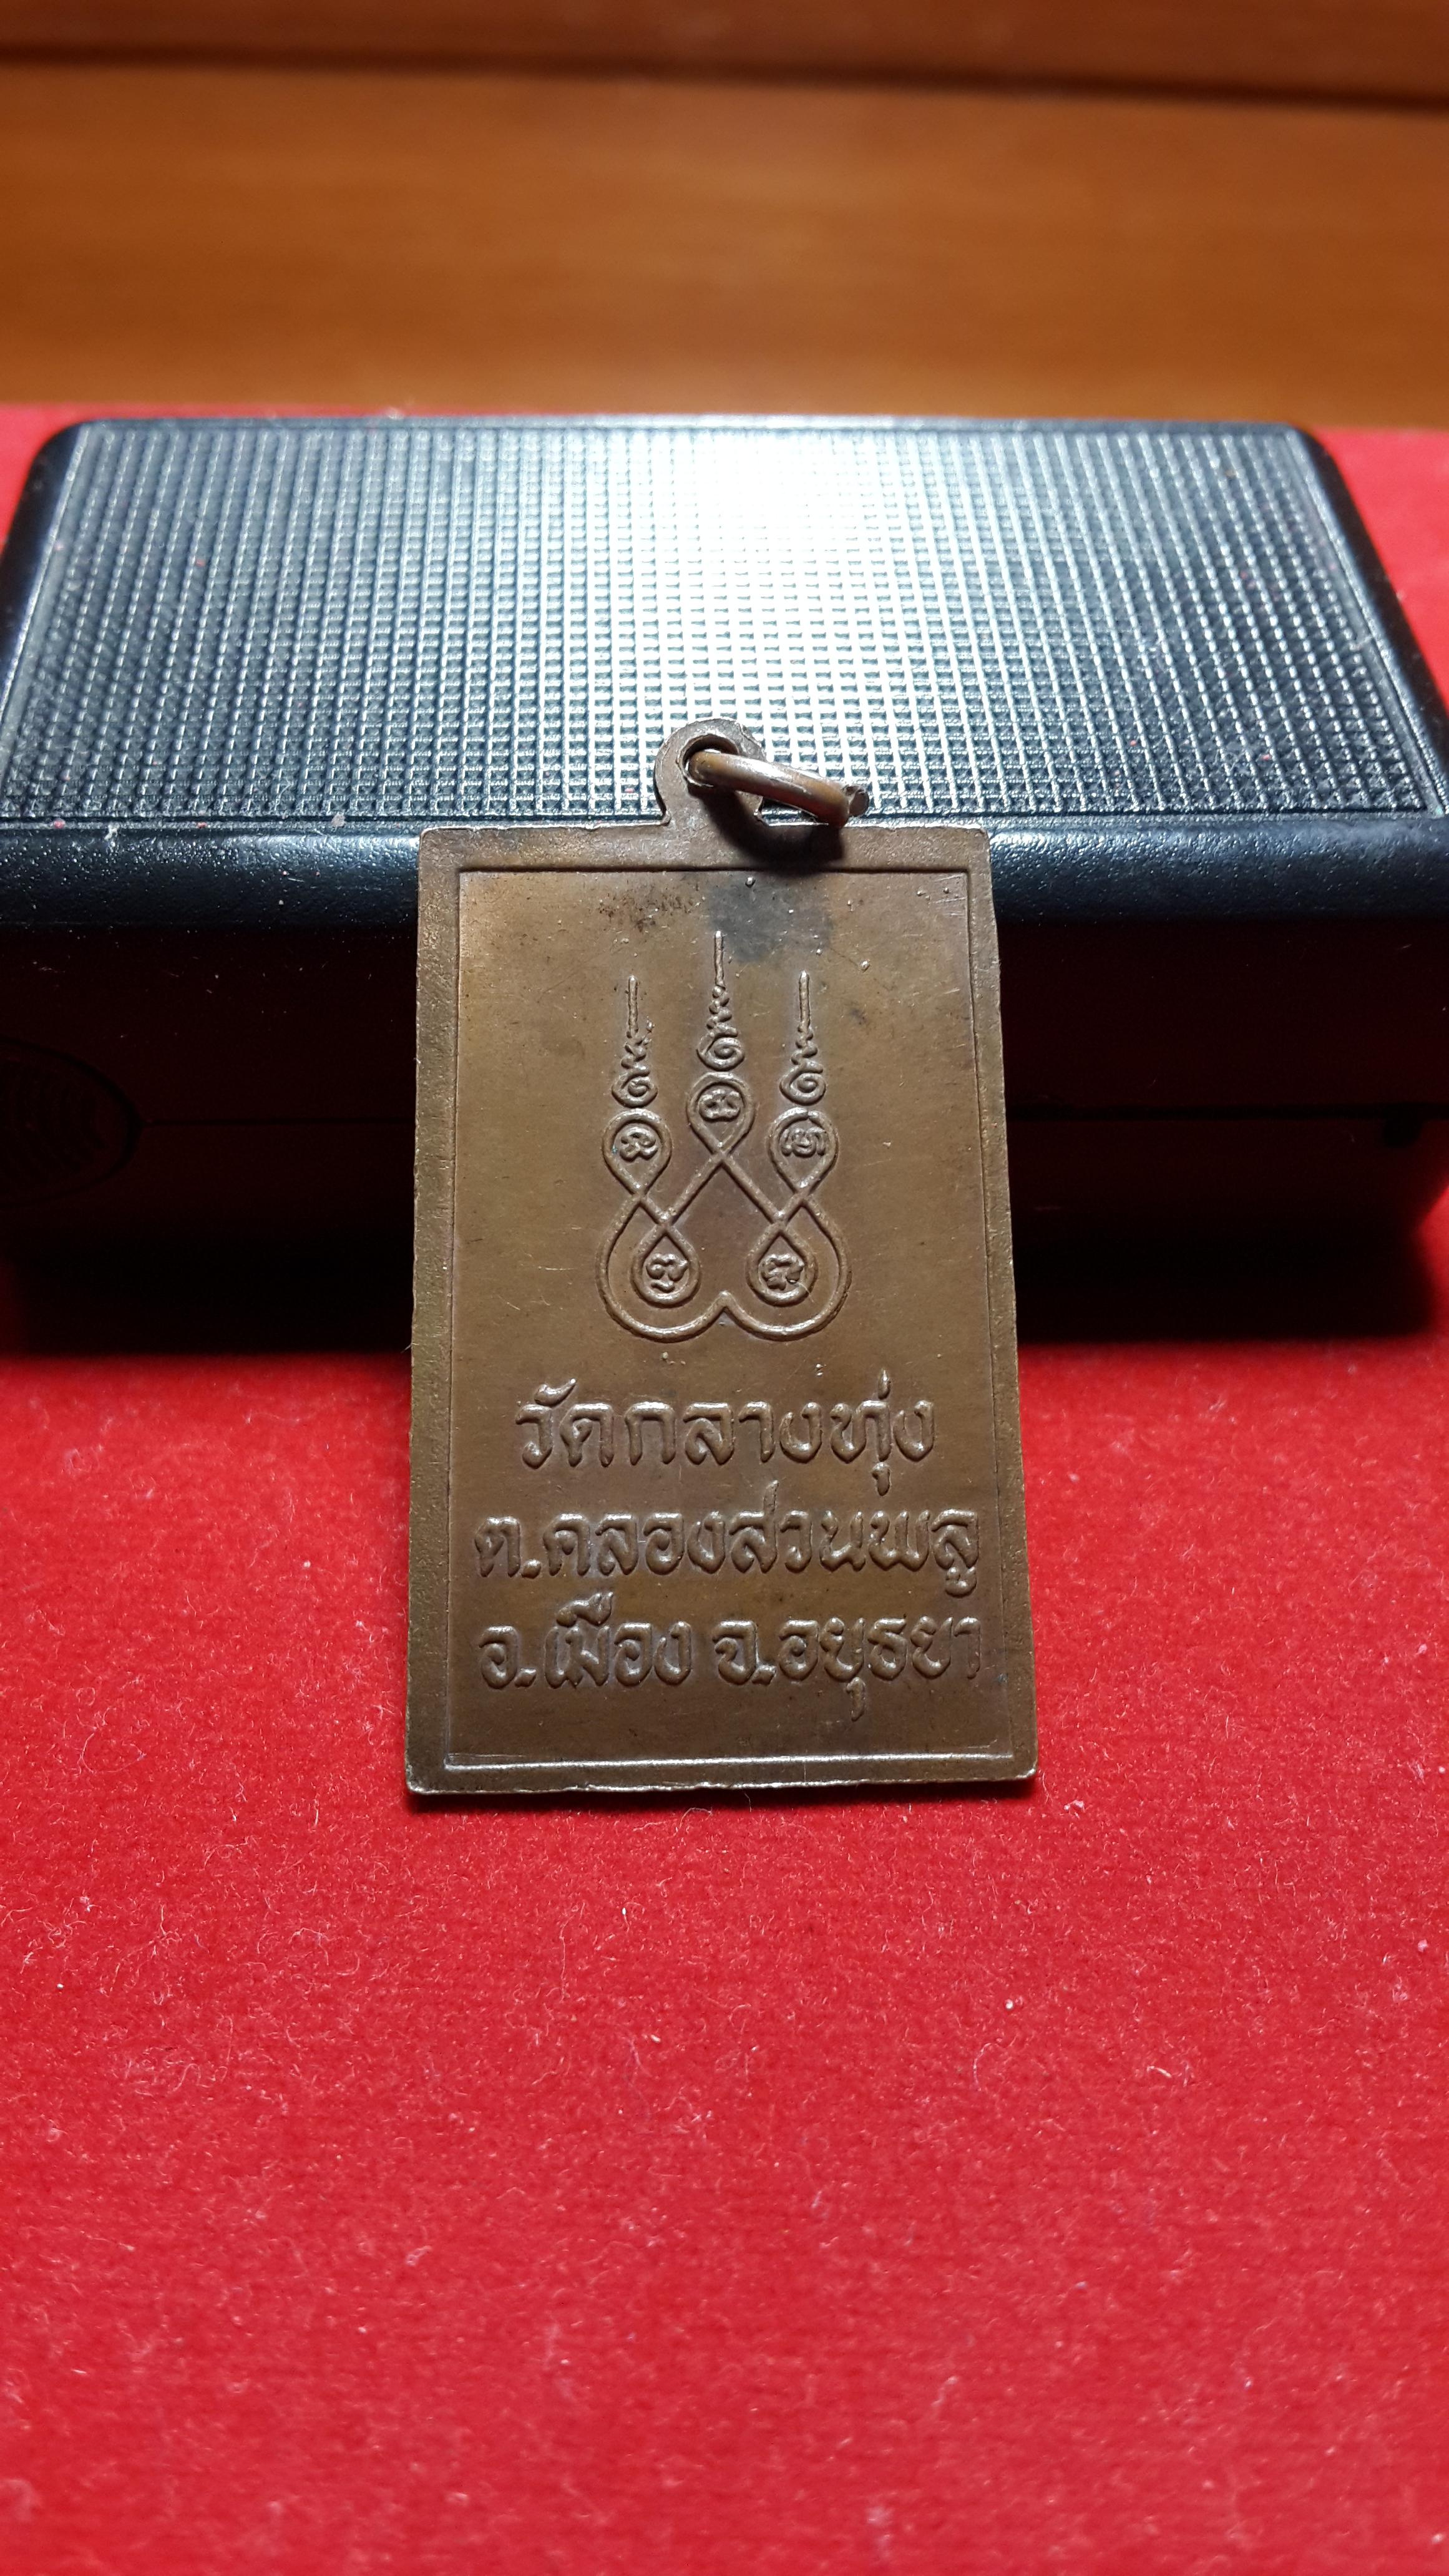 วัดกลางทุ่ง
ต.คลองส่วนพลู
อ.เมือง จ.อยุธยา